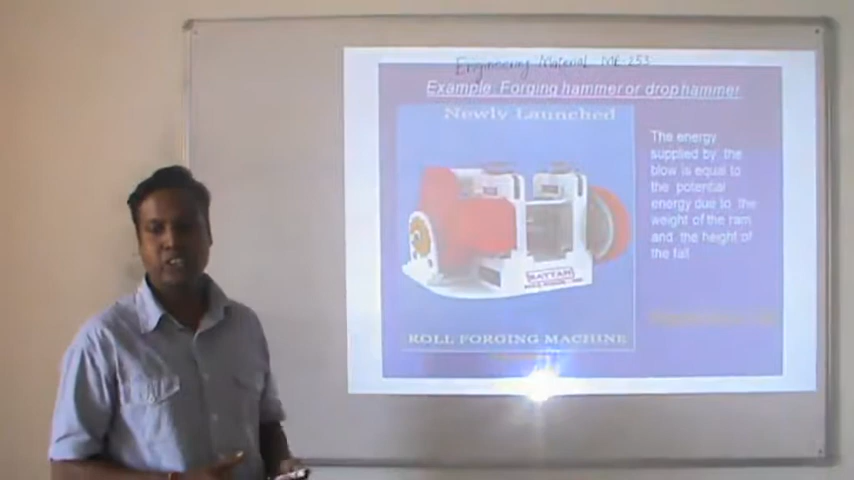 Engineering Material ME-253
Example Forging hammer or drop hammer
Newly Launched
The energy
supplied by the
blow is equal to
the potential
energy due to the
weight of the ram
and the height of
the fall
RATTAN
ROLL FORGING MACHINE